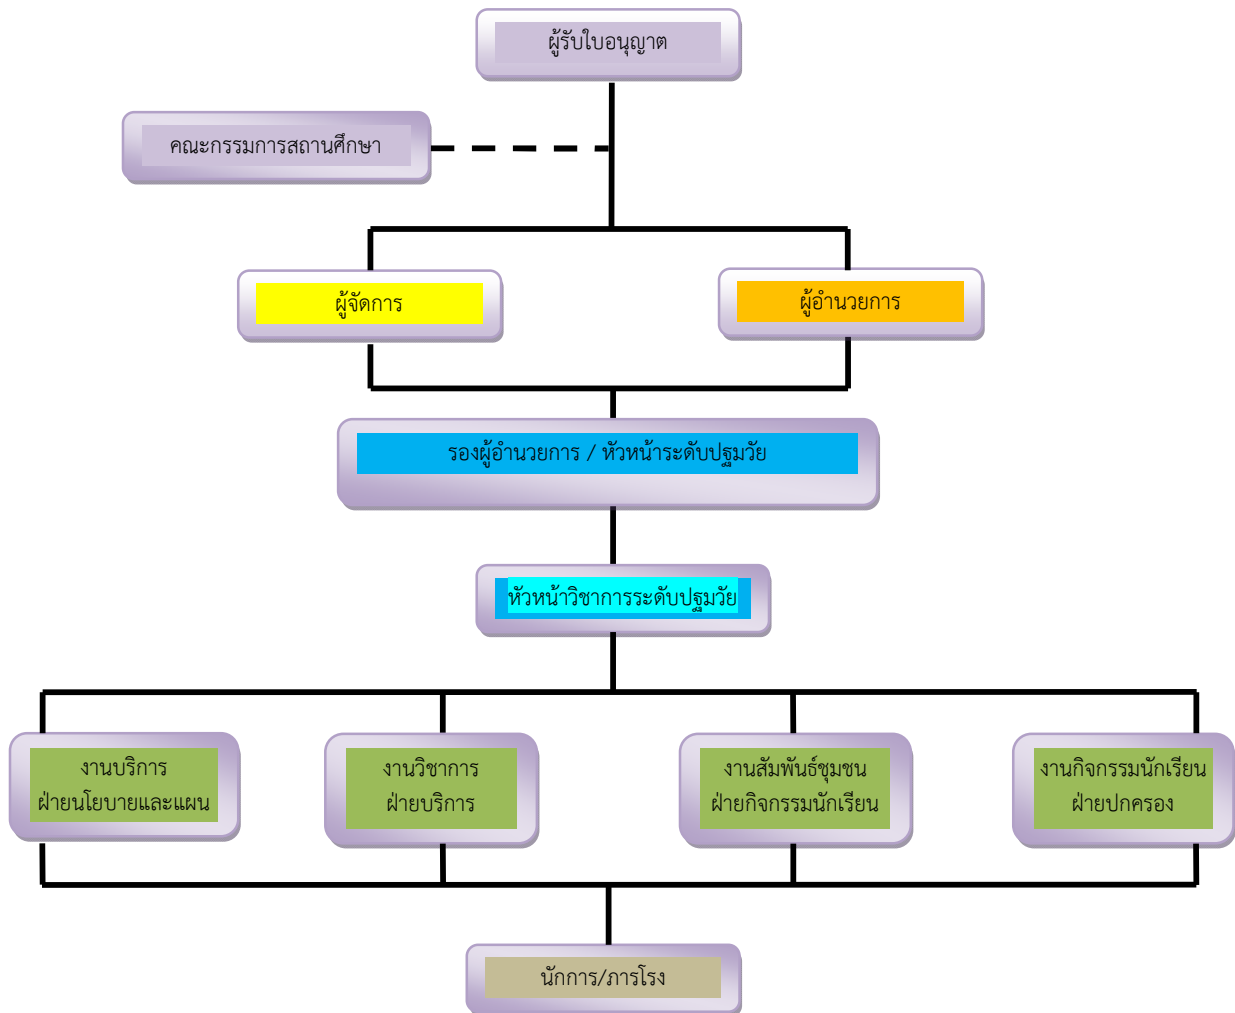 ผู้รับใบอนุญาต
คณะกรรมการสถานศึกษา
ผู้จัดการ
ผู้อำนวยการ
รองผู้อำนวยการ / หัวหน้าระดับปฐมวัย
หัวหน้าวิชาการระดับปฐมวัย
งานบริการ
ฝ่ายนโยบายและแผน
งานวิชาการ
ฝ่ายบริการ
งานสัมพันธ์ชุมชน
ฝ่ายกิจกรรมนักเรียน
งานกิจกรรมนักเรียน
ฝ่ายปกครอง
นักการ/ภารโรง